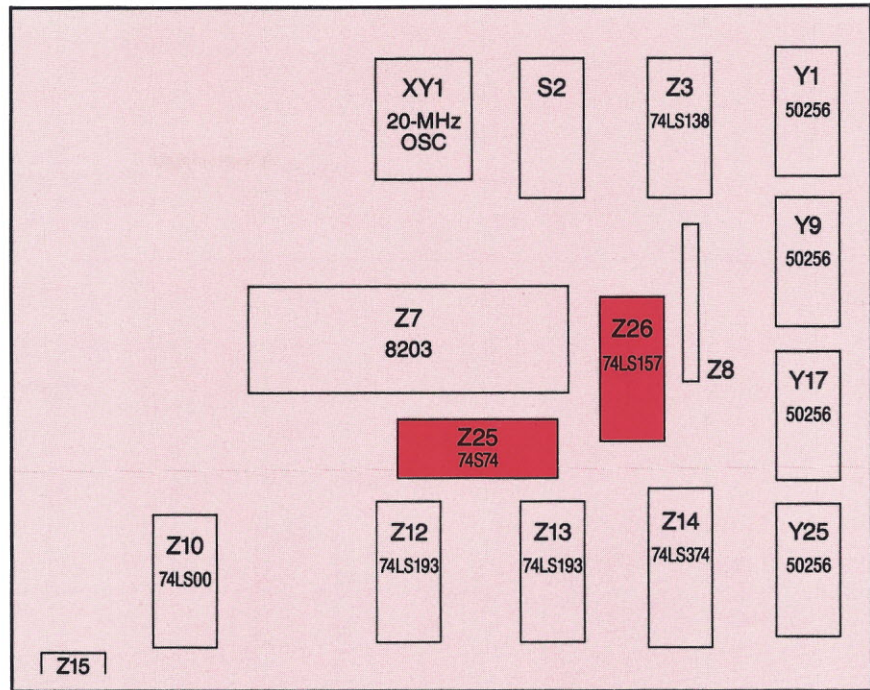 XY1
20-MHz
OSC
S2
Z3
74LS138
Y1
50256
Y9
50256
Z7
8203
Z26
74LS157
Z8
Y17
50256
Z25
74S74
Z10
74LS00
Z12
74LS193
Z13
74LS193
Z14
74LS374
Y25
50256
Z15